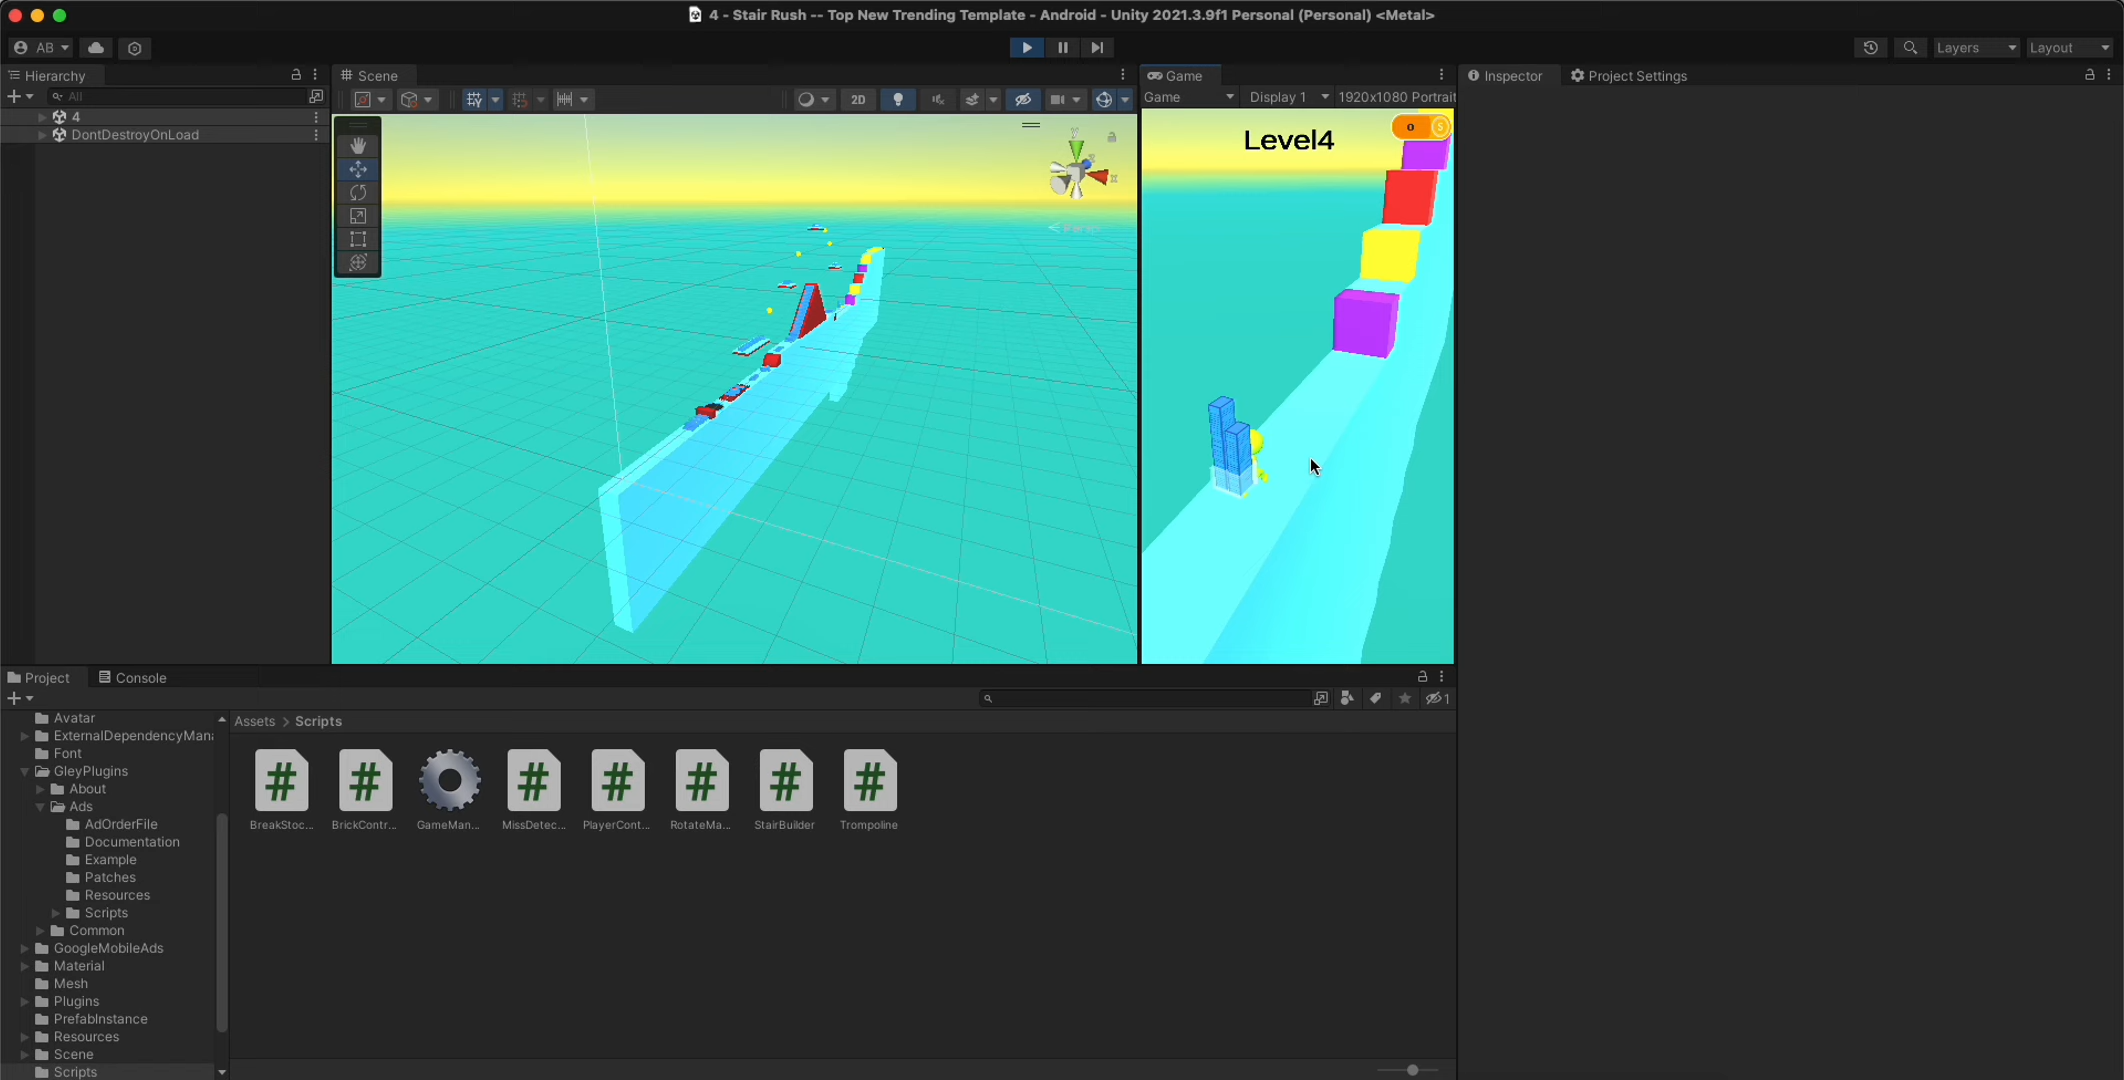 4 - Stair Rush -- Top New Trending Template - Android - Unity 2021.3.9f1 Personal (Personal) <Metal>
AB
Layers
Layout
Hierarchy
All
4
DontDestroyOnLoad
Scene
2D
Game
Game
Display 1
1920x1080 Portrait
Level4
0
Inspector
Project Settings
y
x
Project
Console
1
Avatar
ExternalDependencyMana
Font
GleyPlugins
About
Ads
AdOrderFile
Documentation
Example
Patches
Resources
Scripts
Common
GoogleMobileAds
Material
Mesh
Plugins
PrefabInstance
Resources
Scene
Scripts
Assets > Scripts
BreakStoc...
BrickContr...
GameMan...
MissDetec...
PlayerCont...
RotateMa...
StairBuilder
Trompoline